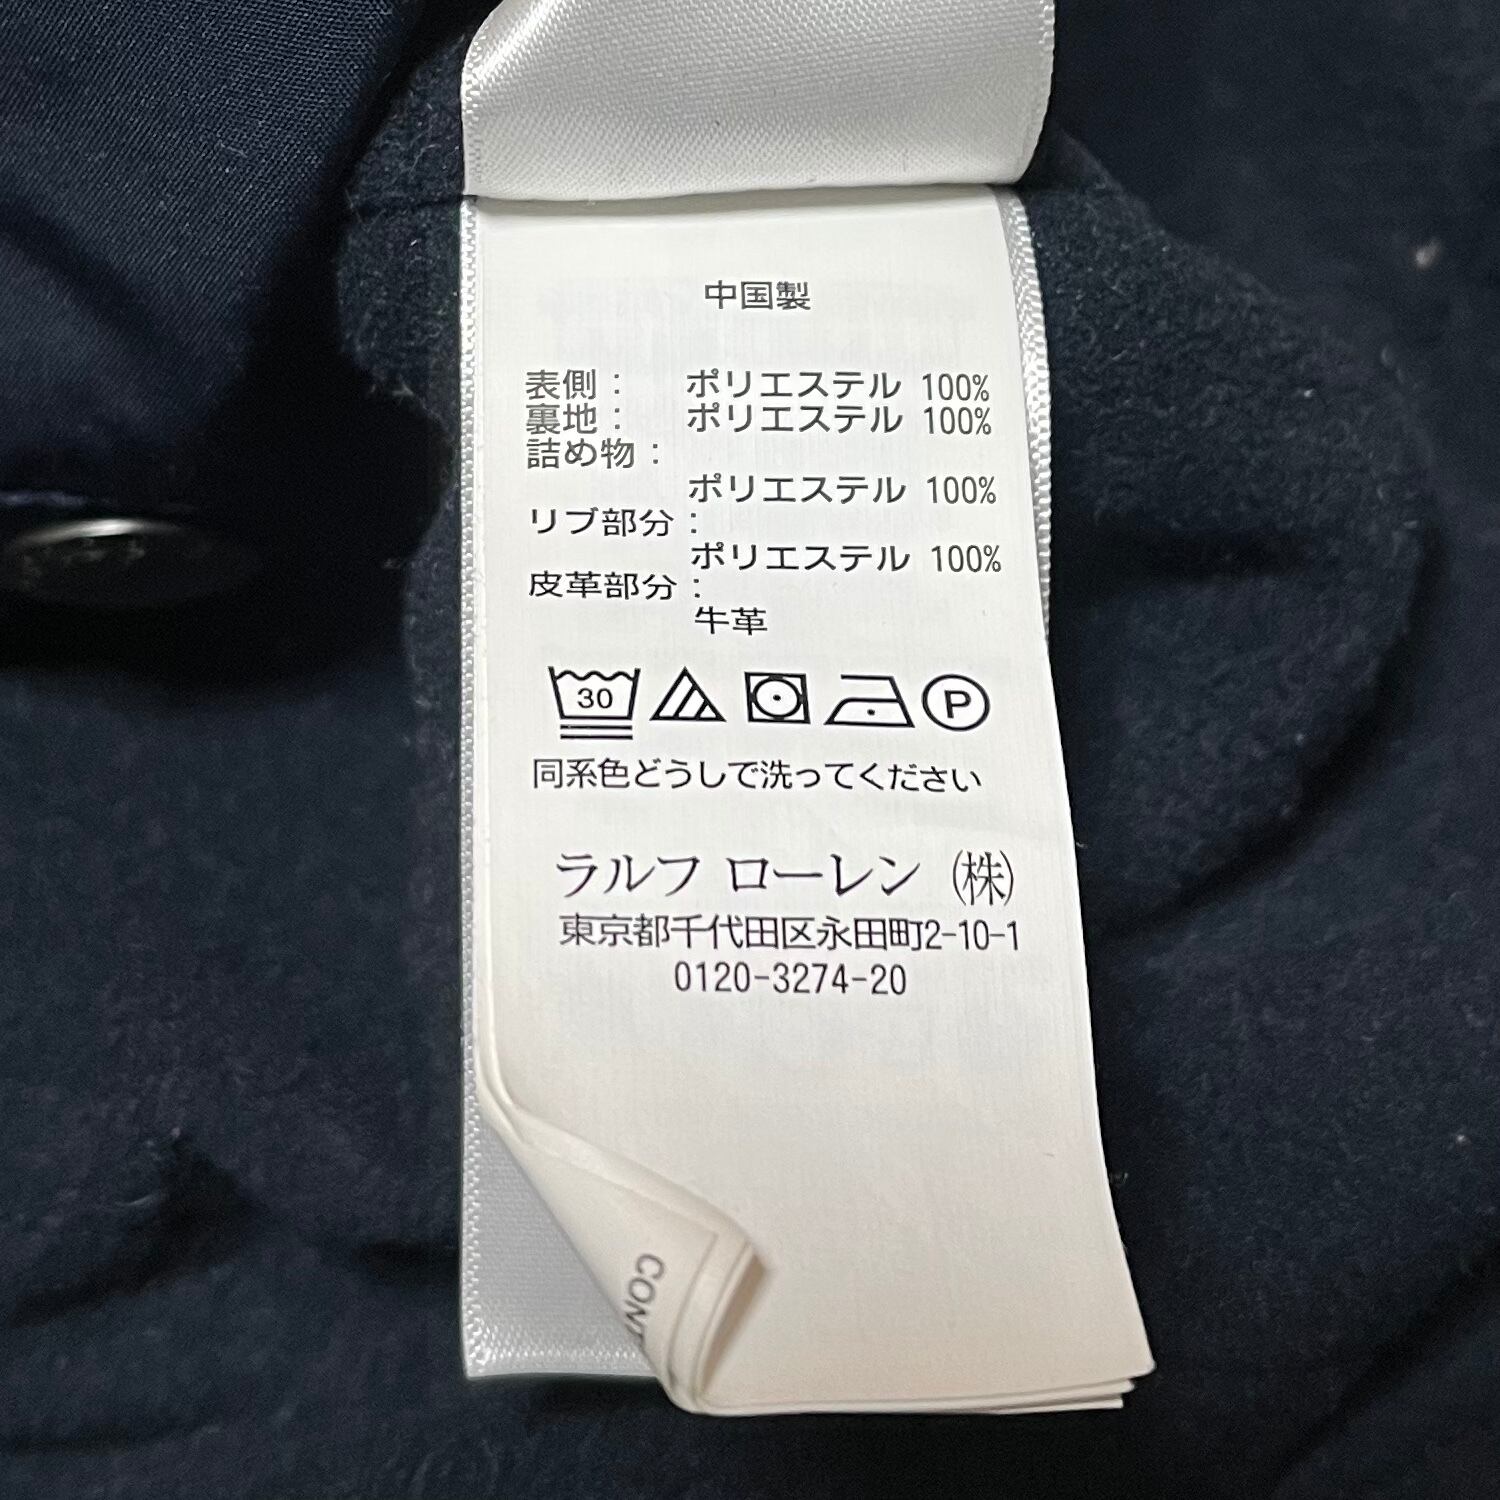 中国製
表側： ポリエステル 100%
裏地： ポリエステル 100%
詰め物：
ポリエステル 100%
リブ部分：
ポリエステル 100%
皮革部分：
牛革
30 P
同系色どうしで洗ってください
ラルフ ローレン (株)
東京都千代田区永田町2-10-1
0120-3274-20
CONT